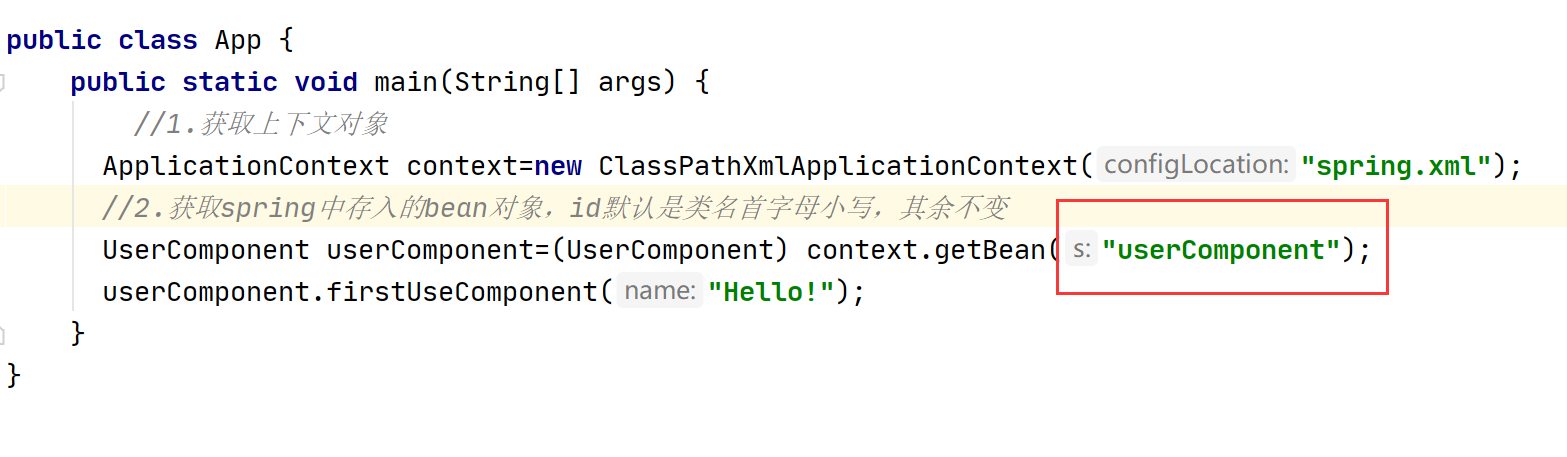 public class App {
public static void main(String[] args) {
//1.获取上下文对象
ApplicationContext context=new ClassPathXmlApplicationContext( configLocation: "spring.xml");
//2.获取spring中存入的bean对象，id默认是类名首字母小写，其余不变
UserComponent userComponent=(UserComponent) context.getBean( s: "userComponent");
userComponent.firstUseComponent( name: "Hello!");
}
}